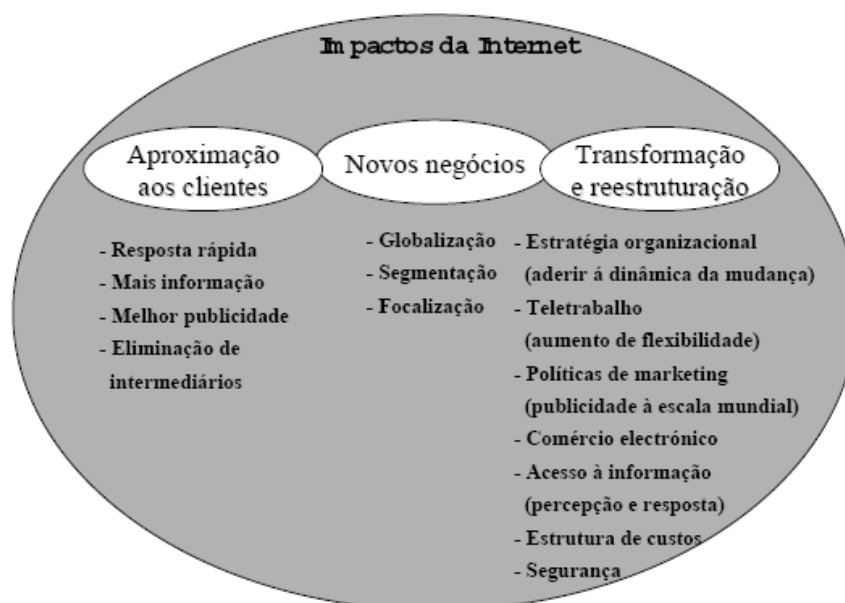 Impactos da Internet
Aproximação
aos clientes
- Resposta rápida
- Mais informação
- Melhor publicidade
- Eliminação de
intermediários
Novos negócios
- Globalização
- Segmentação
- Focalização
Transformação
e reestruturação
- Estratégia organizacional
(aderir á dinâmica da mudança)
- Teletrabalho
(aumento de flexibilidade)
- Políticas de marketing
(publicidade à escala mundial)
- Comércio electrónico
- Acesso à informação
(percepção e resposta)
- Estrutura de custos
- Segurança